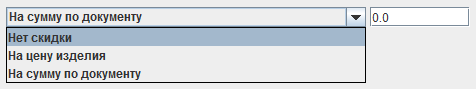 На сумму по документу 0.0
Нет скидки
На цену изделия
На сумму по документу